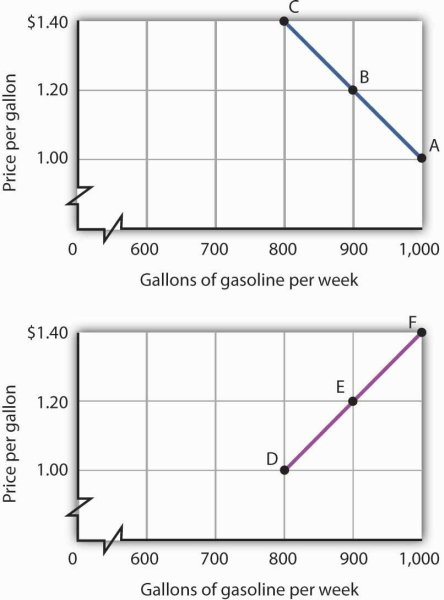 C
$1.40
B
1.20
A
1.00
Price per gallon
0 600 700 800 900 1,000
Gallons of gasoline per week
F
$1.40
E
1.20
D
1.00
Price per gallon
0 600 700 800 900 1,000
Gallons of gasoline per week